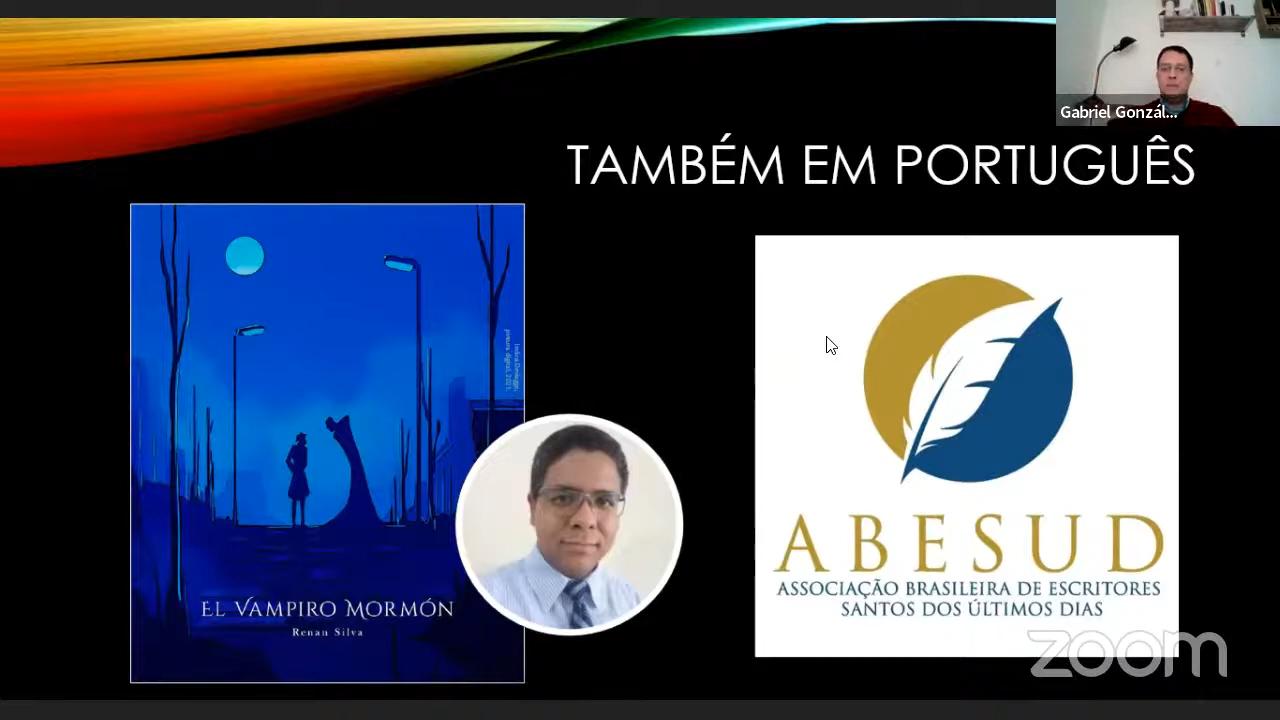 Gabriel Gonzál...
TAMBÉM EM PORTUGUÊS
EL VAMPIRO MORMÓN
Renan Silva
ABESUD
ASSOCIAÇÃO BRASILEIRA DE ESCRITORES
SANTOS DOS ÚLTIMOS DIAS
zoom